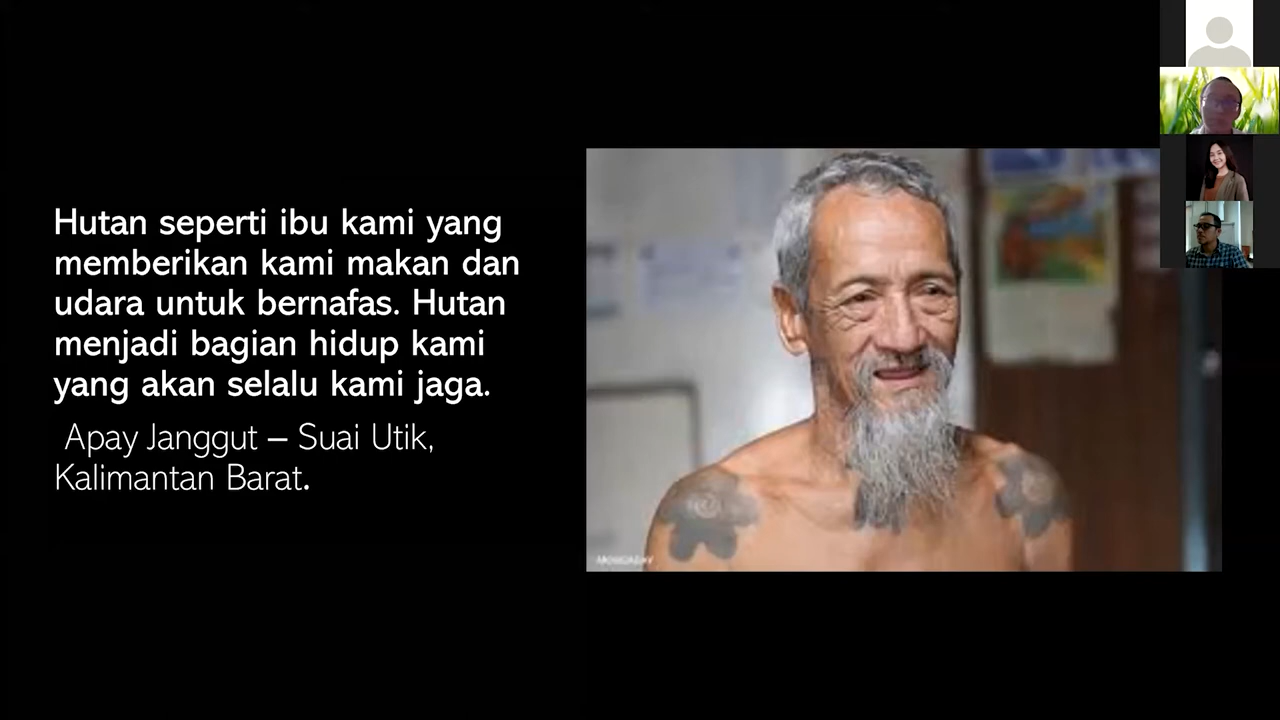 Hutan seperti ibu kami yang
memberikan kami makan dan
udara untuk bernafas. Hutan
menjadi bagian hidup kami
yang akan selalu kami jaga.
Apay Janggut – Suai Utik,
Kalimantan Barat.